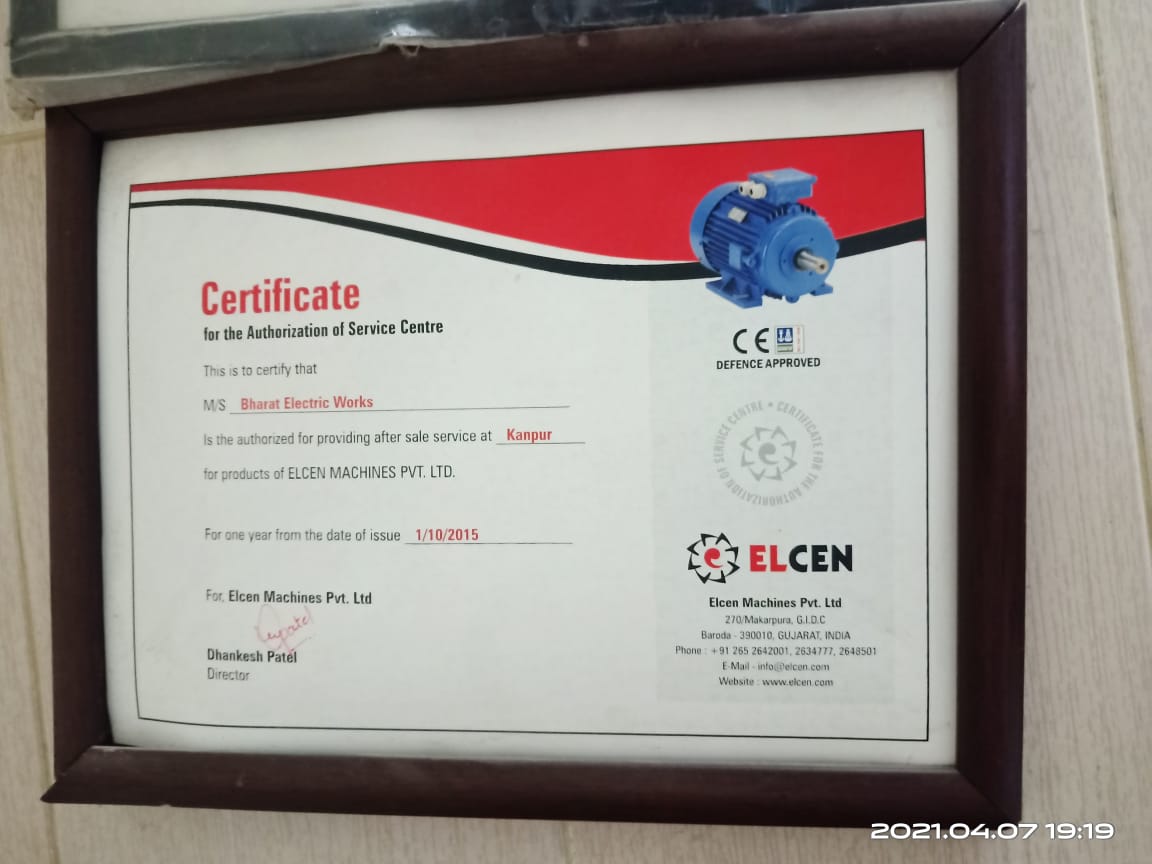 Certificate
for the Authorization of Service Centre
This is to certify that
M/S Bharat Electric Works
Is the authorized for providing after sale service at Kanpur
for products of ELCEN MACHINES PVT. LTD.
For one year from the date of issue 1/10/2015
For, Elcen Machines Pvt. Ltd
Dhankesh Patel
Director
CE
DEFENCE APPROVED
CERTIFICATE FOR THE AUTHORIZATION OF SERVICE CENTRE •
ELCEN
Elcen Machines Pvt. Ltd
270/Makarpura, G.I.D.C
Baroda - 390010, GUJARAT, INDIA
Phone : +91 265 2642001, 2634777, 2648501
E-Mail - info@elcen.com
Website : www.elcen.com
2021.04.07 19:19